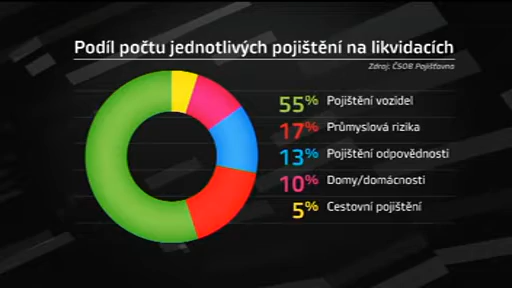 Podíl počtu jednotlivých pojištění na likvidacích
Zdroj: ČSOB Pojišťovna
55% Pojištění vozidel
17% Průmyslová rizika
13% Pojištění odpovědnosti
10% Domy/domácnosti
5% Cestovní pojištění